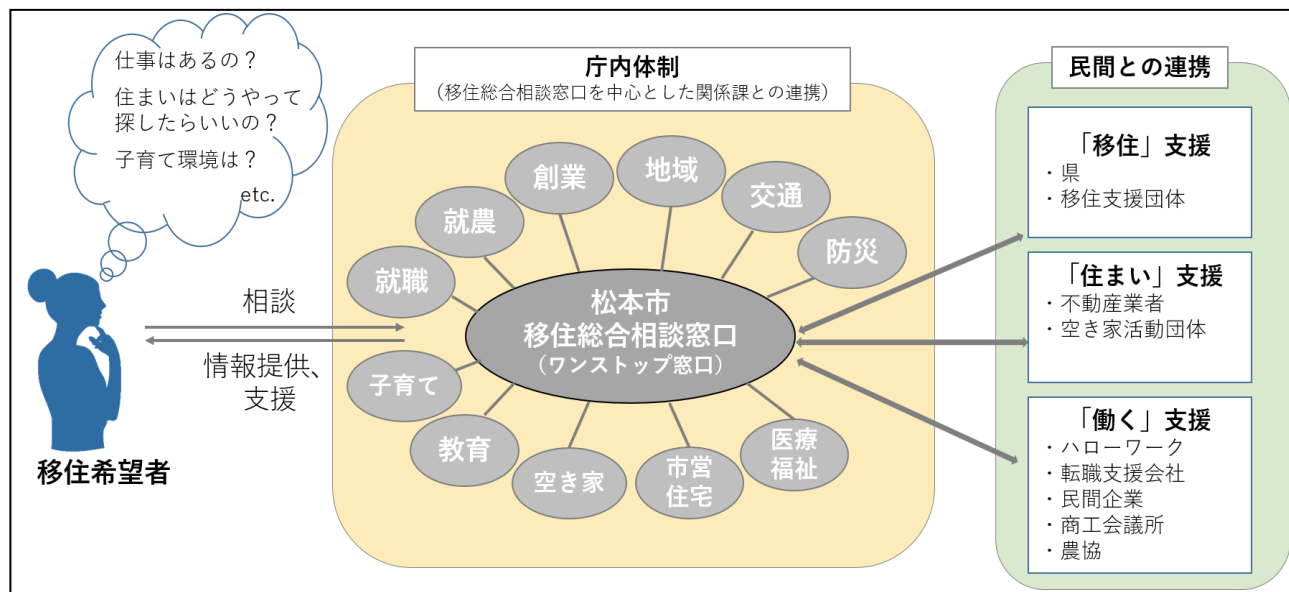 仕事はあるの？
住まいはどうやって
探したらいいの？
子育て環境は？
etc.
移住希望者
相談
情報提供、
支援
庁内体制
（移住総合相談窓口を中心とした関係課との連携）
就職
就農
創業
地域
交通
防災
松本市
移住総合相談窓口
（ワンストップ窓口）
子育て
教育
空き家
市営
住宅
医療
福祉
民間との連携
「移住」支援
・県
・移住支援団体
「住まい」支援
・不動産業者
・空き家活動団体
「働く」支援
・ハローワーク
・転職支援会社
・民間企業
・商工会議所
・農協